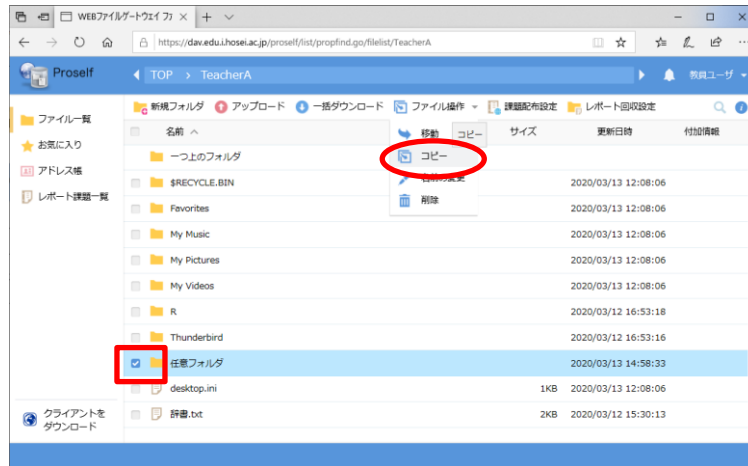 WEBファイルゲートウェイ ファ
https://dav.edu.i.hosei.ac.jp/proself/list/propfind.go/filelist/TeacherA
Proself
TOP › TeacherA
教員ユーザ
新規フォルダ アップロード 一括ダウンロード ファイル操作 課題配布設定 レポート回収設定
ファイル一覧
お気に入り
アドレス帳
レポート課題一覧
名前 サイズ 更新日時 付加情報
移動
コピー
コピー
名前の変更
削除
一つ上のフォルダ
$RECYCLE.BIN 2020/03/13 12:08:06
Favorites 2020/03/13 12:08:06
My Music 2020/03/13 12:08:06
My Pictures 2020/03/13 12:08:06
My Videos 2020/03/13 12:08:06
R 2020/03/12 16:53:18
Thunderbird 2020/03/12 16:53:16
任意フォルダ 2020/03/13 14:58:33
desktop.ini 1KB 2020/03/13 12:08:06
辞書.txt 2KB 2020/03/12 15:30:13
クライアントを
ダウンロード